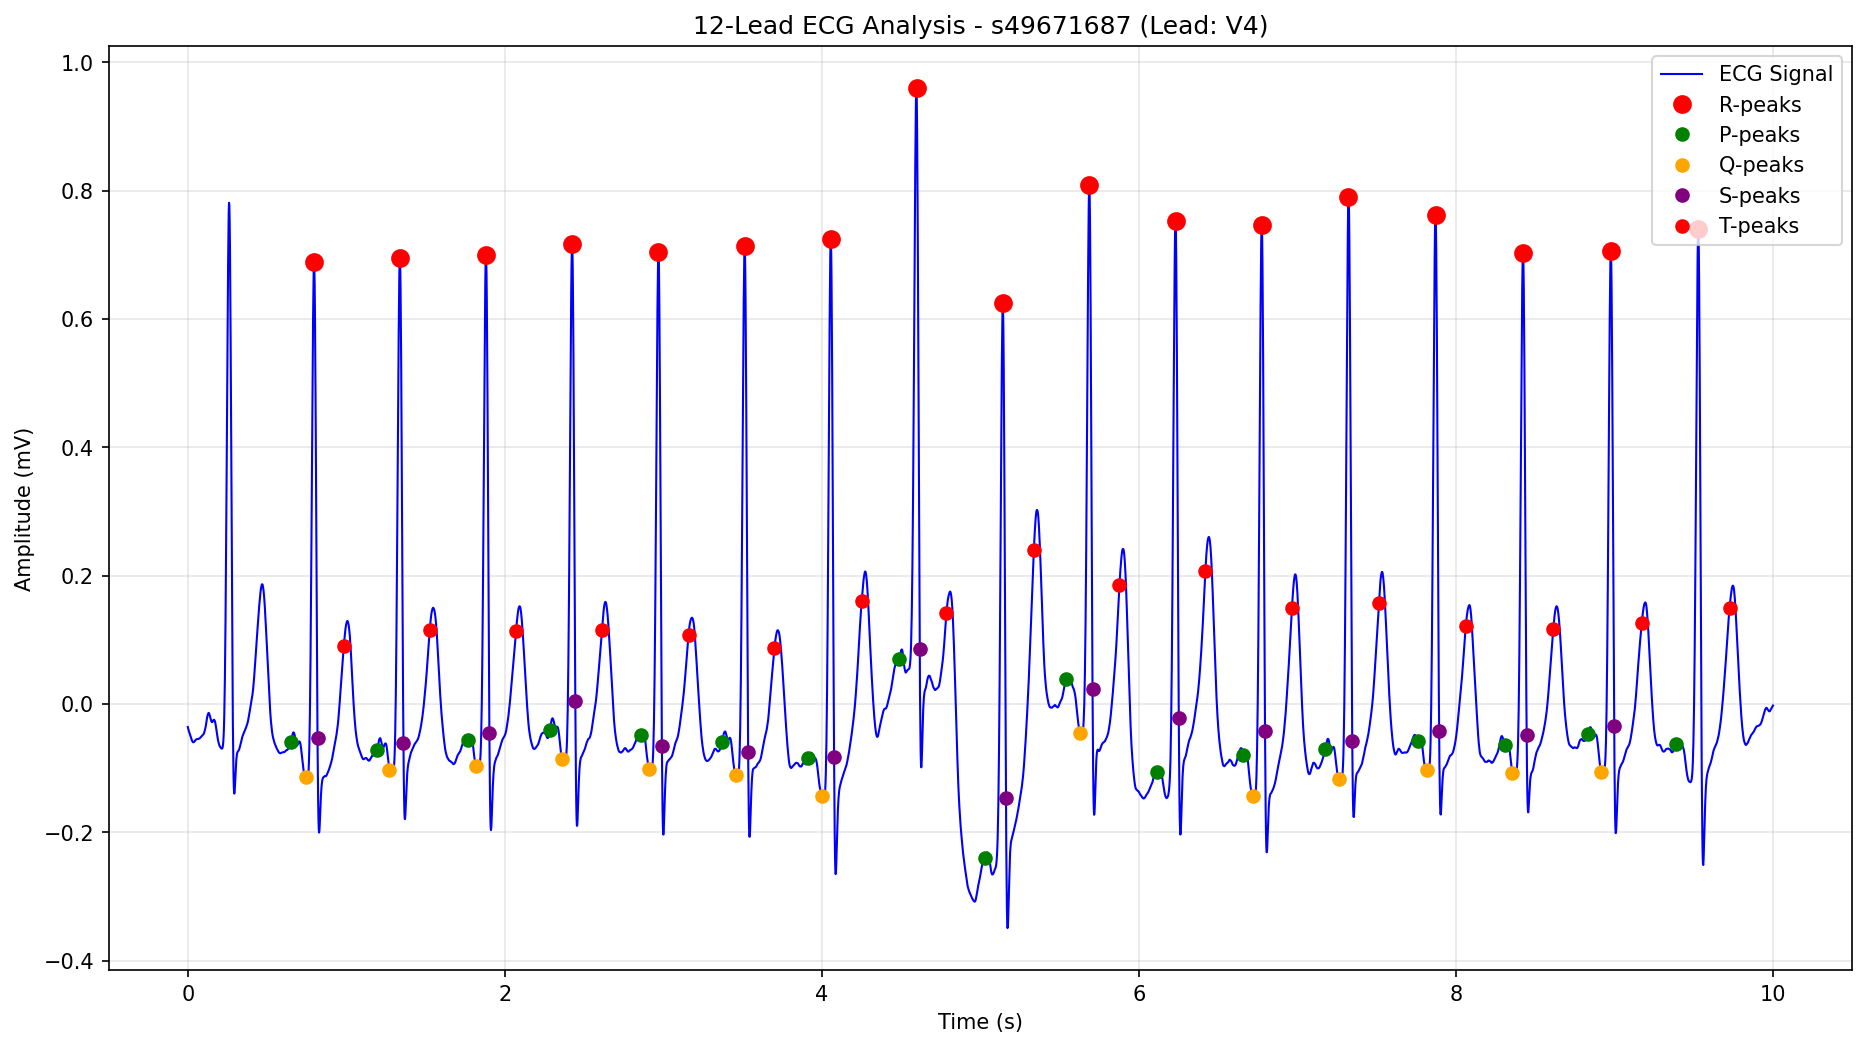 12-Lead ECG Analysis - s49671687 (Lead: V4)
ECG Signal
R-peaks
P-peaks
Q-peaks
S-peaks
T-peaks
Amplitude (mV)
1.0
0.8
0.6
0.4
0.2
0.0
−0.2
−0.4
0
2
4
6
8
10
Time (s)